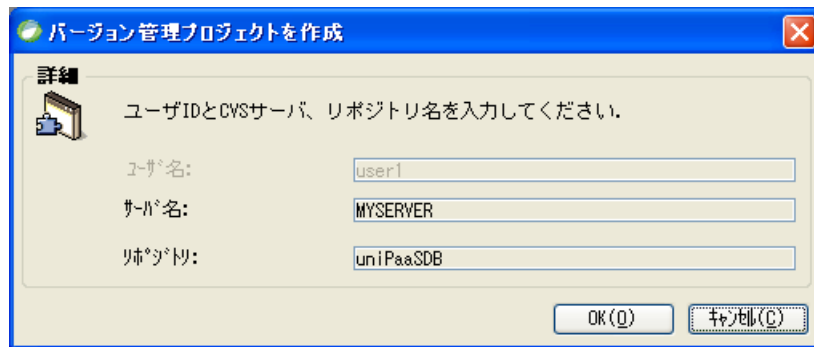 バージョン管理プロジェクトを作成
詳細
ユーザIDとCVSサーバ、リポジトリ名を入力してください.
ﾕｰｻﾞ名: user1
ｻｰﾊﾞ名: MYSERVER
ﾘﾎﾟｼﾞﾄﾘ: uniPaaSDB
OK(O) ｷｬﾝｾﾙ(C)